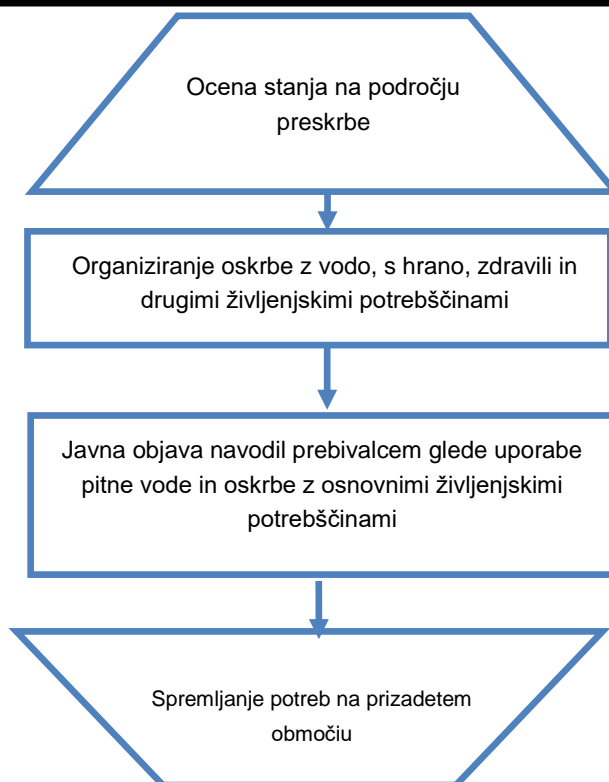 Ocena stanja na področju
preskrbe
Organiziranje oskrbe z vodo, s hrano, zdravili in
drugimi življenjskimi potrebščinami
Javna objava navodil prebivalcem glede uporabe
pitne vode in oskrbe z osnovnimi življenjskimi
potrebščinami
Spremljanje potreb na prizadetem
območju